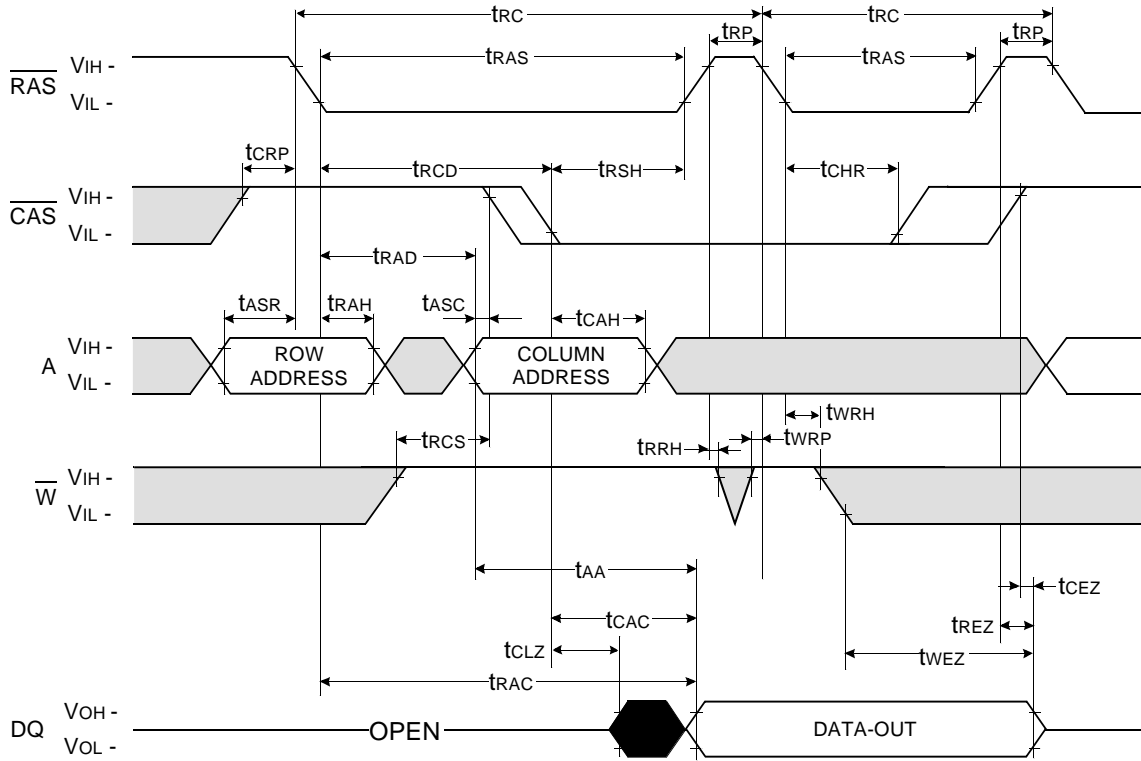 tRC tRC
tRP tRP
tRAS tRAS
RAS VIH -
VIL -
tCRP tRCD tRSH tCHR
CAS VIH -
VIL -
tRAD
tASR tRAH tASC tCAH
A VIH -
VIL -
ROW ADDRESS
COLUMN ADDRESS
tWRH
tRCS tRRH tWRP
W VIH -
VIL -
tAA
tCEZ
tCAC tREZ
tCLZ tWEZ
tRAC
DQ VOH -
VOL -
OPEN DATA-OUT